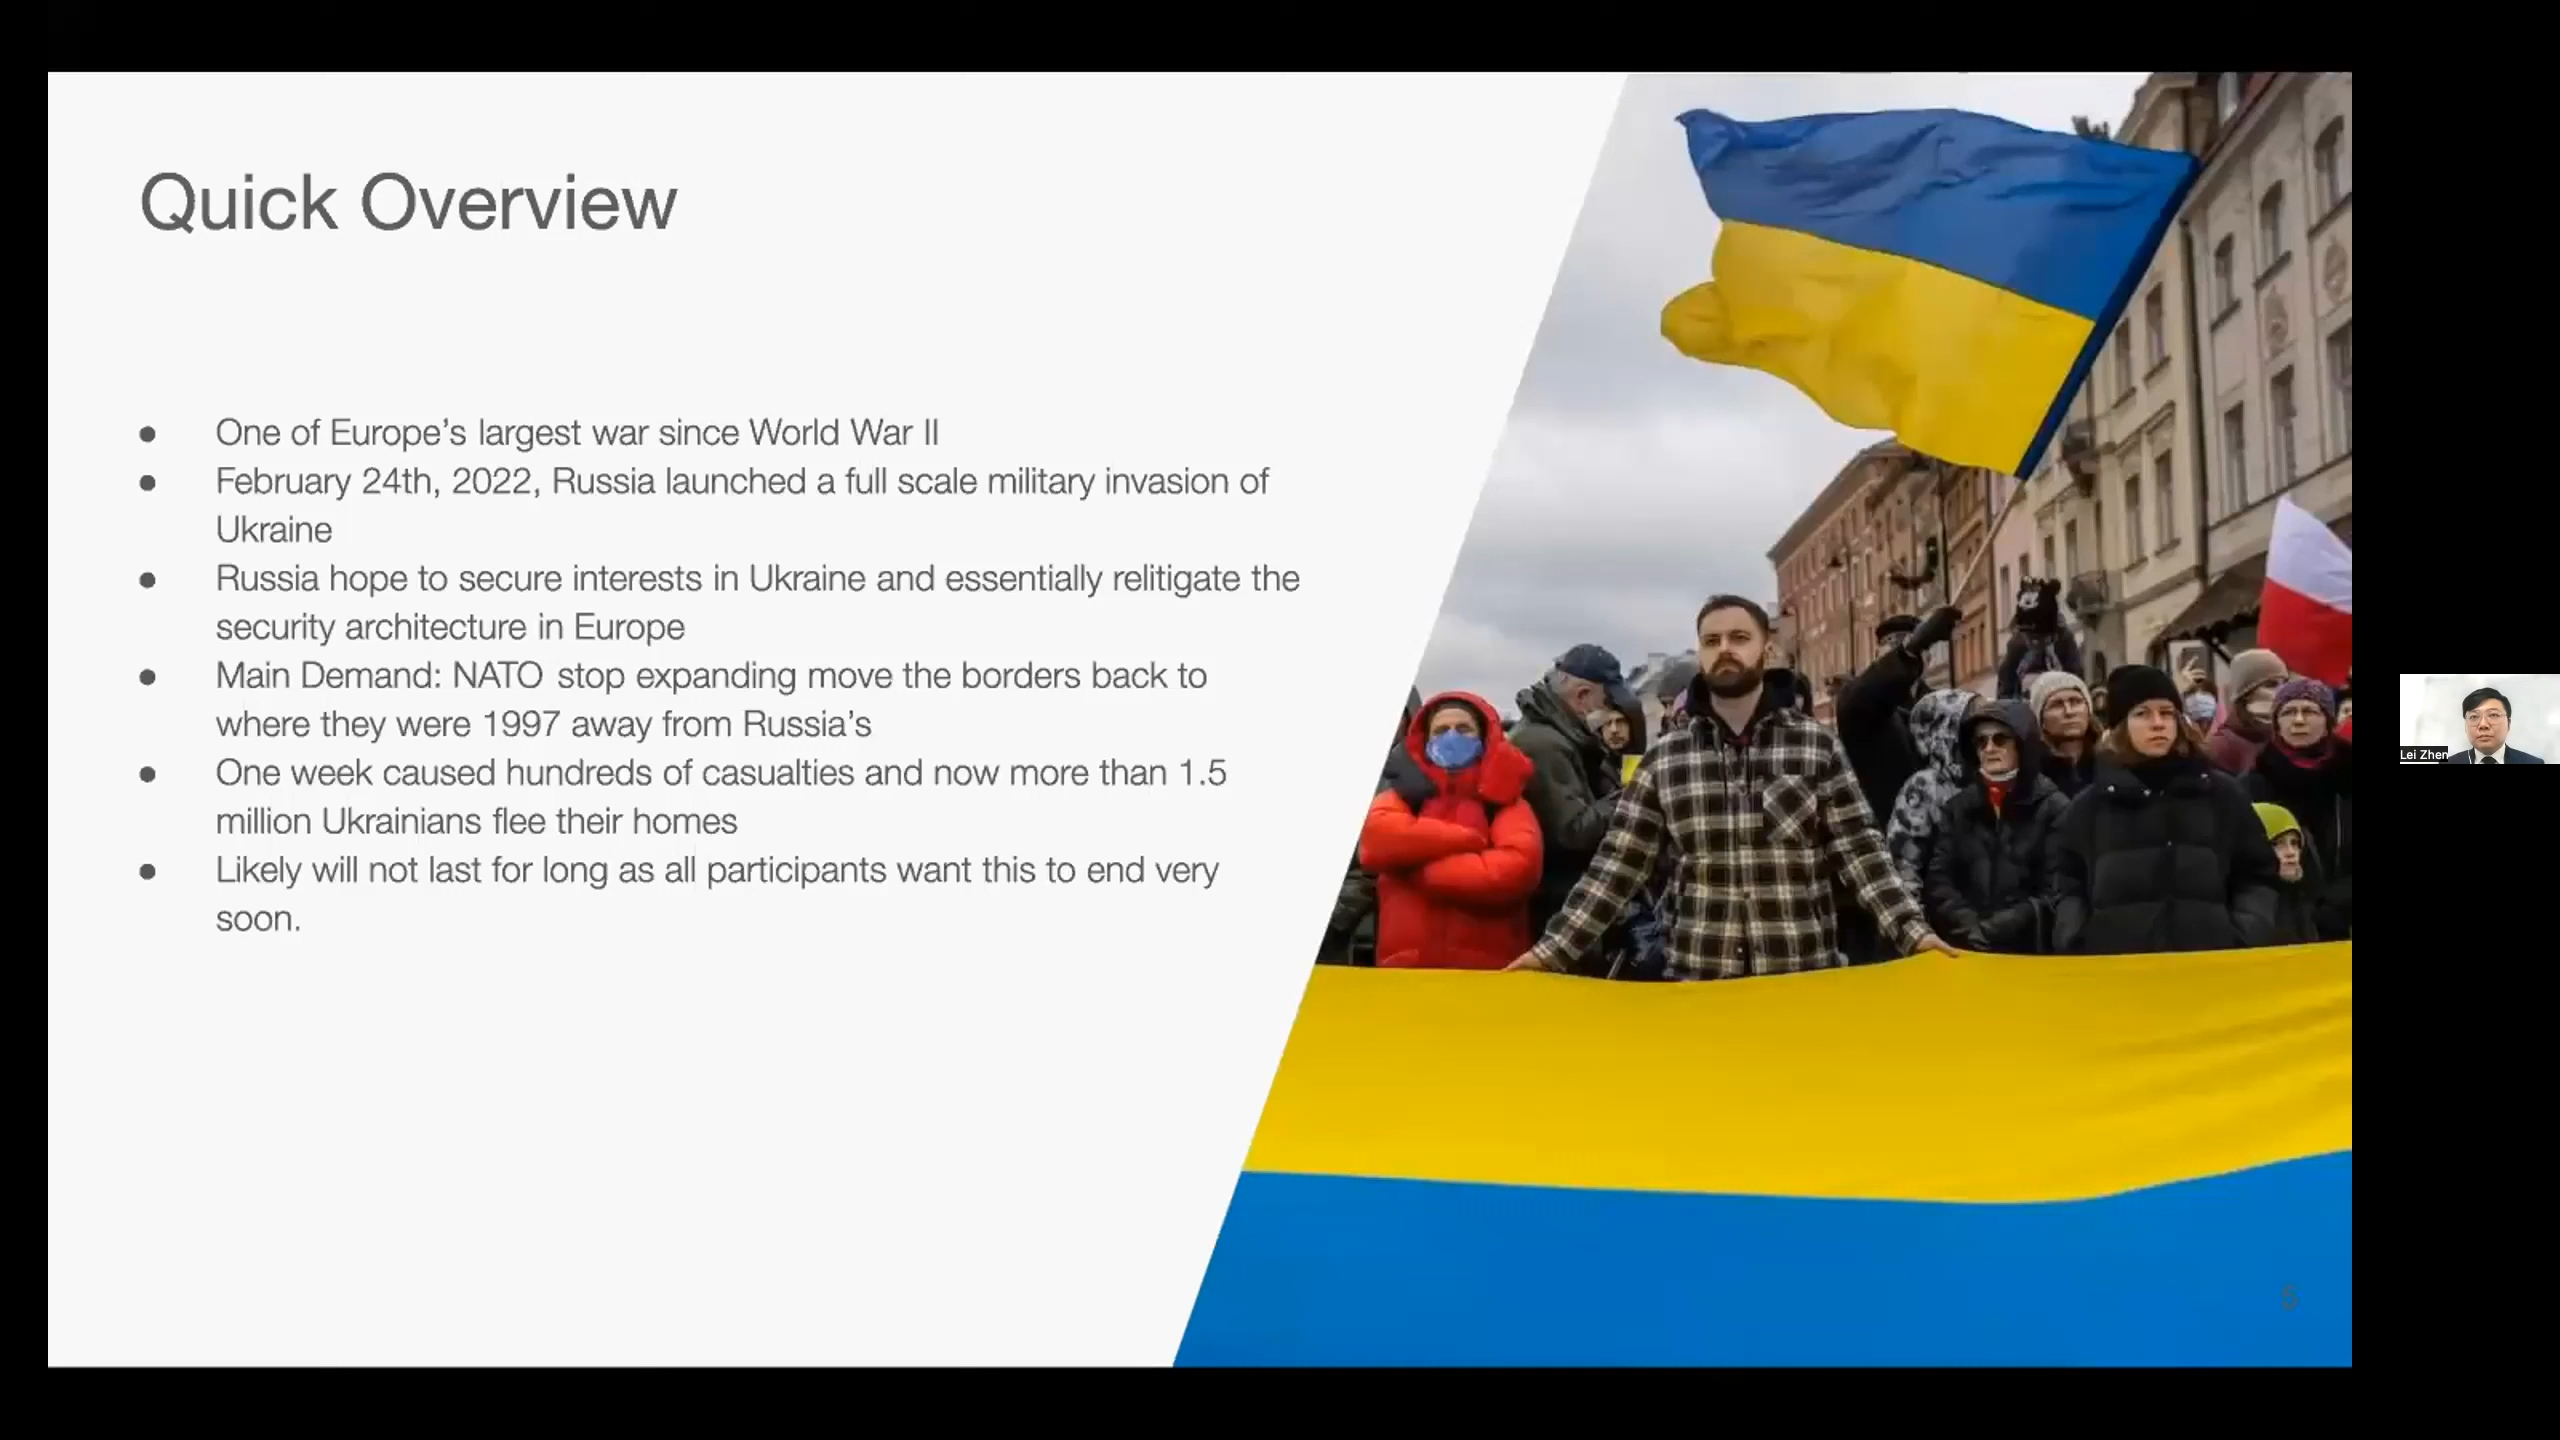 Quick Overview
● One of Europe's largest war since World War II
● February 24th, 2022, Russia launched a full scale military invasion of
Ukraine
● Russia hope to secure interests in Ukraine and essentially relitigate the
security architecture in Europe
● Main Demand: NATO stop expanding move the borders back to
where they were 1997 away from Russia's
● One week caused hundreds of casualties and now more than 1.5
million Ukrainians flee their homes
● Likely will not last for long as all participants want this to end very
soon.
5
Lei Zhen